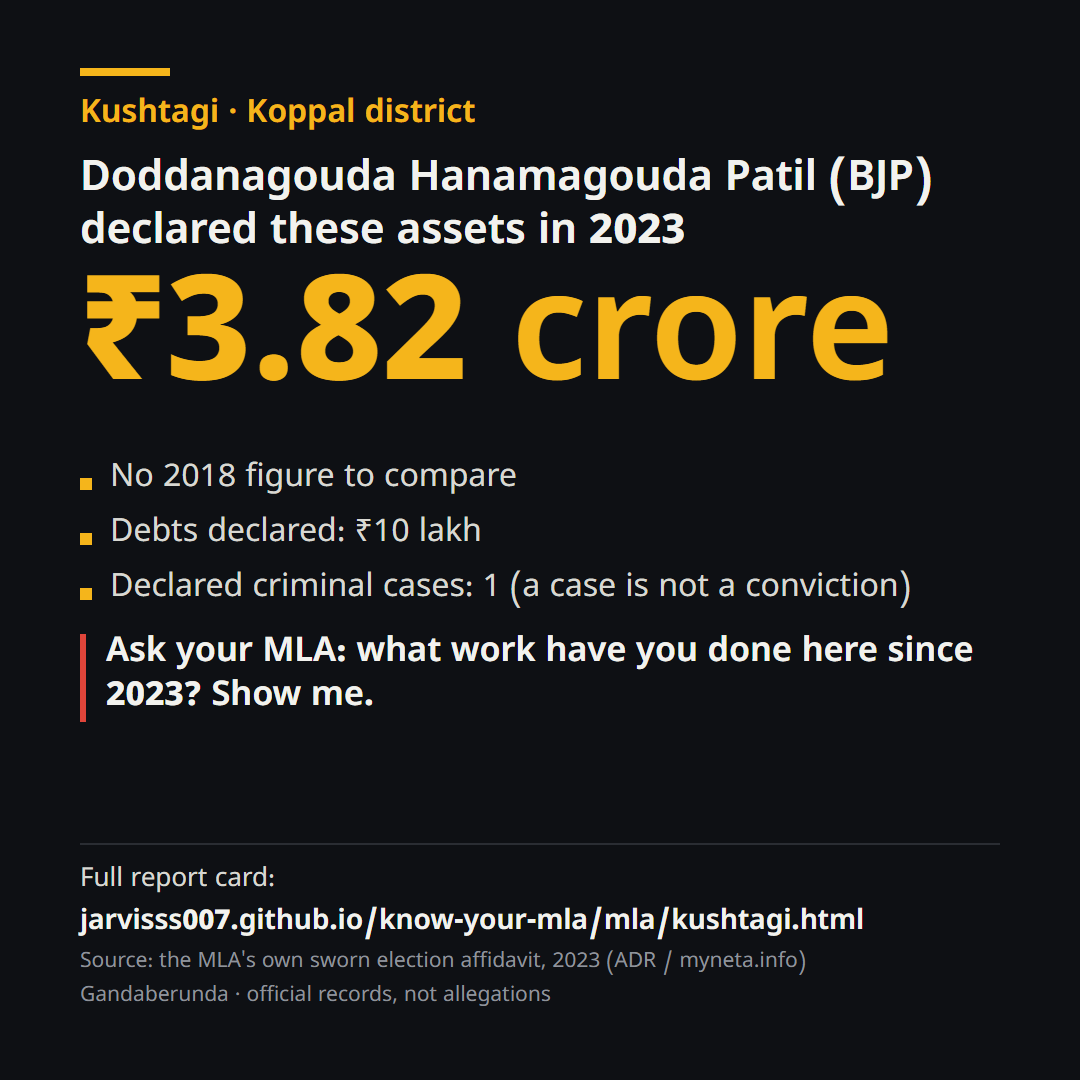 Kushtagi · Koppal district
Doddanagouda Hanamagouda Patil (BJP)
declared these assets in 2023
₹3.82 crore
No 2018 figure to compare
Debts declared: ₹10 lakh
Declared criminal cases: 1 (a case is not a conviction)
Ask your MLA: what work have you done here since
2023? Show me.
Full report card:
jarvisss007.github.io/know-your-mla/mla/kushtagi.html
Source: the MLA's own sworn election affidavit, 2023 (ADR / myneta.info)
Gandaberunda · official records, not allegations